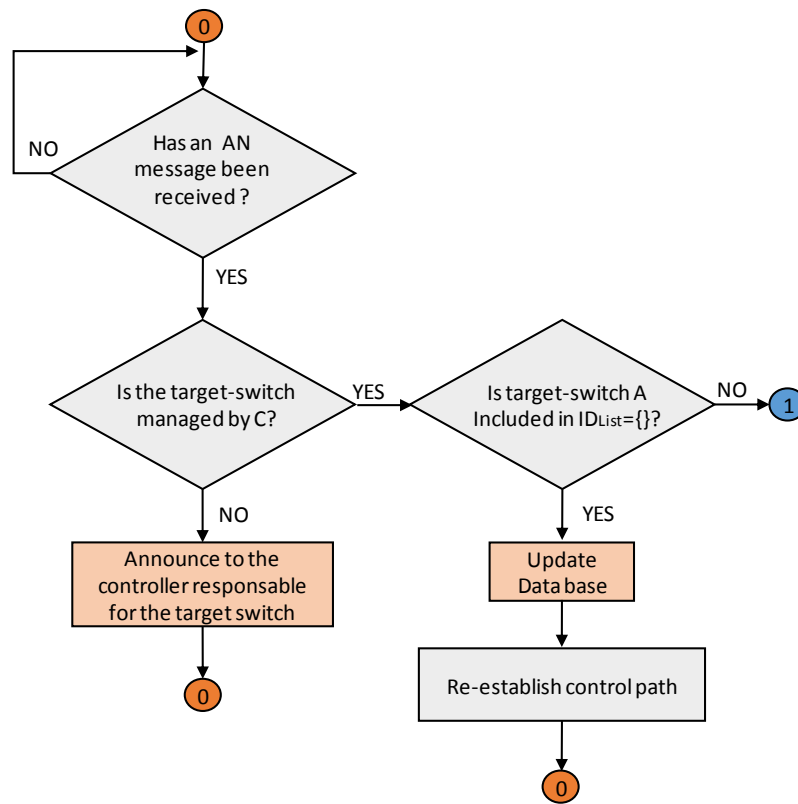 0
Has an AN
message been
received ?
NO
YES
Is the target-switch
managed by C?
YES
Is target-switch A
Included in IDList={}?
NO
1
NO
YES
Announce to the
controller responsable
for the target switch
Update
Data base
0
Re-establish control path
0